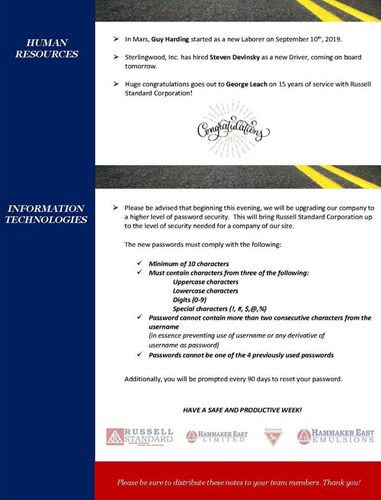 HUMAN
RESOURCES
➢ In Mars, Guy Harding started as a new Laborer on September 10th, 2019.
➢ Sterlingwood, Inc. has hired Steven Devinsky as a new Driver, coming on board
tomorrow.
➢ Huge congratulations goes out to George Leach on 15 years of service with Russell
Standard Corporation!
Congratulations
INFORMATION
TECHNOLOGIES
➢ Please be advised that beginning this evening, we will be upgrading our company to
a higher level of password security. This will bring Russell Standard Corporation up
to the level of security needed for a company of our size.
The new passwords must comply with the following:
✓ Minimum of 10 characters
✓ Must contain characters from three of the following:
Uppercase characters
Lowercase characters
Digits (0-9)
Special characters (!, #, $,@,%)
✓ Password cannot contain more than two consecutive characters from the
username
(in essence preventing use of username or any derivative of
username as password)
✓ Passwords cannot be one of the 4 previously used passwords
Additionally, you will be prompted every 90 days to reset your password.
HAVE A SAFE AND PRODUCTIVE WEEK!
RUSSELL
STANDARD
HAMMAKER EAST
LIMITED
HAMMAKER EAST
EMULSIONS
Please be sure to distribute these notes to your team members. Thank you!